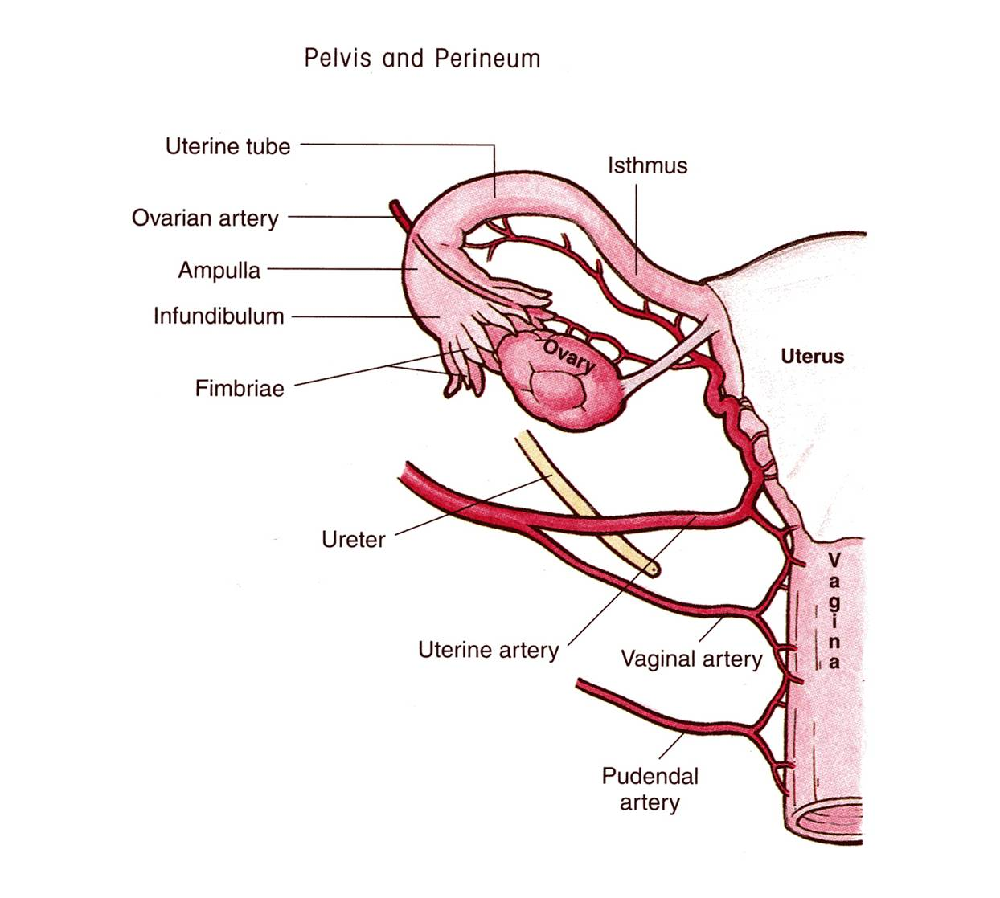 Pelvis and Perineum
Uterine tube
Isthmus
Ovarian artery
Ampulla
Infundibulum
Ovary
Uterus
Fimbriae
Ureter
Vagina
Uterine artery
Vaginal artery
Pudendal
artery